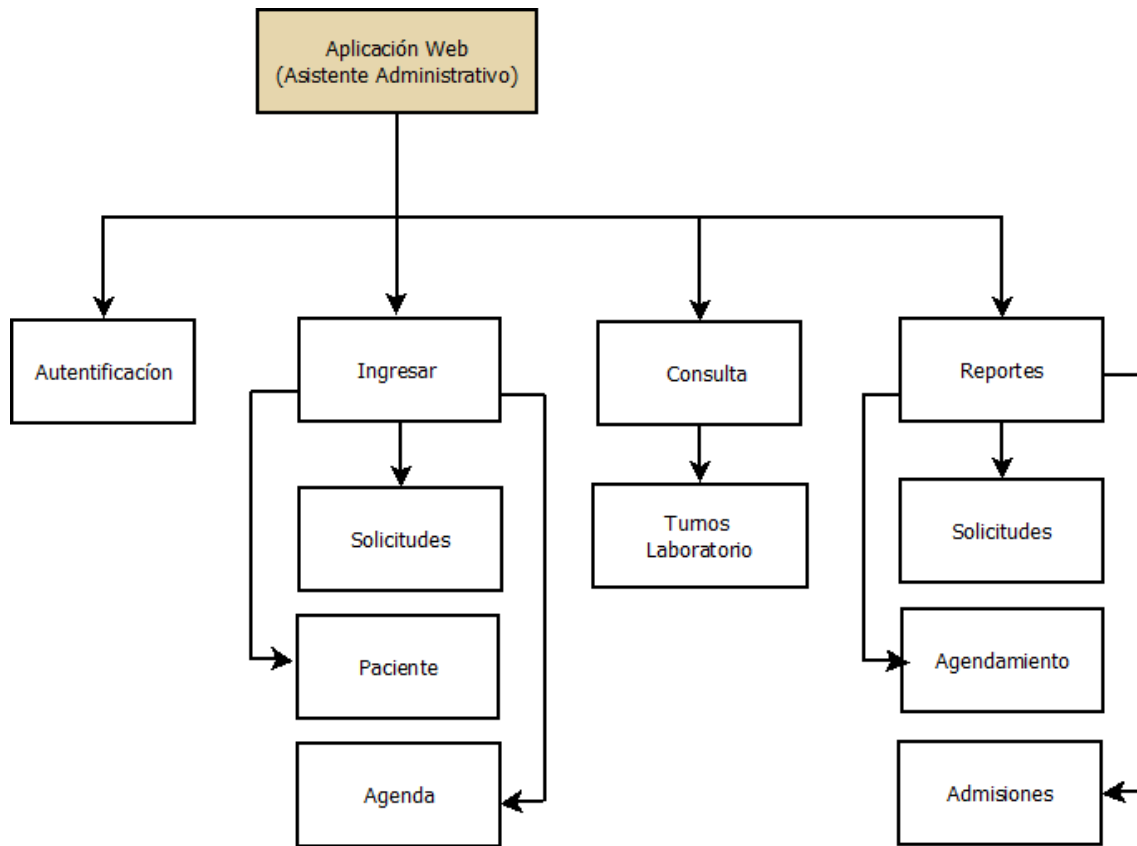 Aplicación Web
(Asistente Administrativo)
Autentificacíon
Ingresar
Consulta
Reportes
Solicitudes
Turnos
Laboratorio
Solicitudes
Paciente
Agendamiento
Agenda
Admisiones